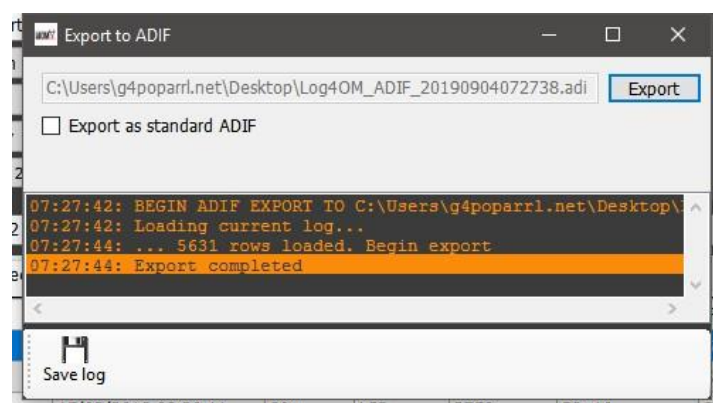 Export to ADIF
C:\Users\g4poparrl.net\Desktop\Log4OM_ADIF_20190904072738.adi
Export
Export as standard ADIF
07:27:42: BEGIN ADIF EXPORT TO C:\Users\g4poparrl.net\Desktop\
07:27:42: Loading current log...
07:27:44: ... 5631 rows loaded. Begin export
07:27:44: Export completed
Save log